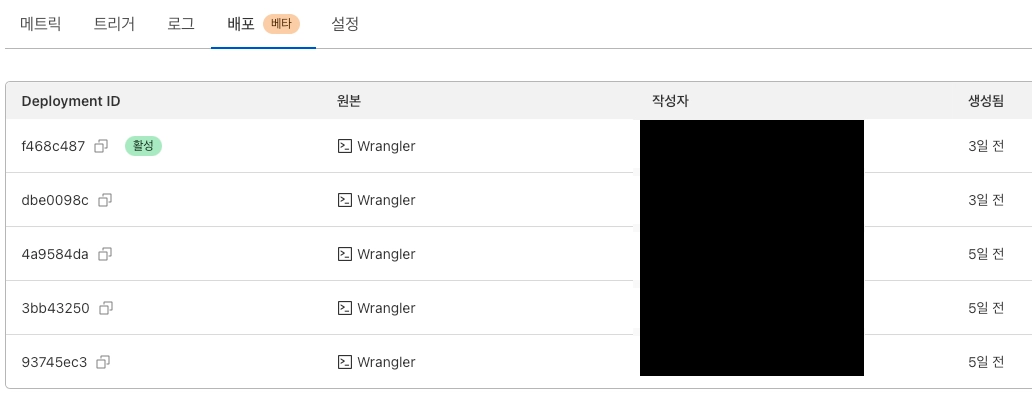 메트릭 트리거 로그 배포 베타 설정
Deployment ID 원본 작성자 생성됨
f468c487 활성 Wrangler 3일 전
dbe0098c Wrangler 3일 전
4a9584da Wrangler 5일 전
3bb43250 Wrangler 5일 전
93745ec3 Wrangler 5일 전